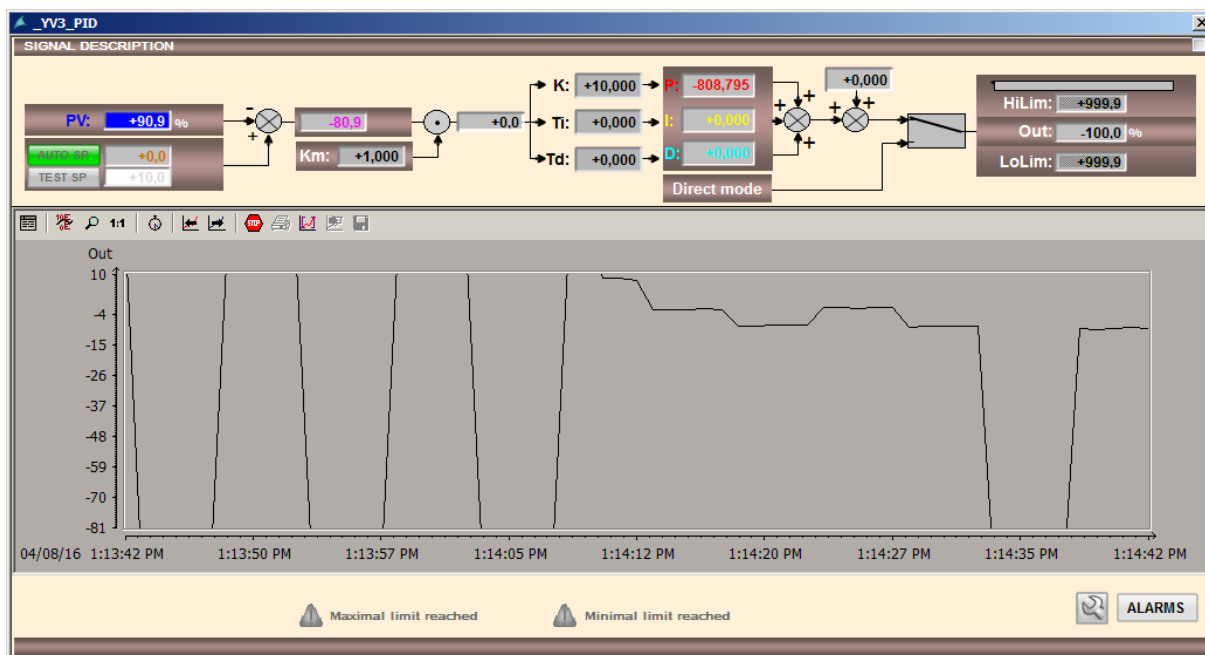 _YV3_PID
SIGNAL DESCRIPTION
PV: +90,9 %
AUTO SP +0,0
TEST SP +10,0
-80,9
Km: +1,000
+0,0
K: +10,000
Ti: +0,000
Td: +0,000
P: -808,795
I: +0,000
D: +0,000
Direct mode
+0,000
HiLim: +999,9
Out: -100,0 %
LoLim: +999,9
1:1
STOP
Out
10
-4
-15
-26
-37
-48
-59
-70
-81
04/08/16 1:13:42 PM 1:13:50 PM 1:13:57 PM 1:14:05 PM 1:14:12 PM 1:14:20 PM 1:14:27 PM 1:14:35 PM 1:14:42 PM
Maximal limit reached Minimal limit reached ALARMS